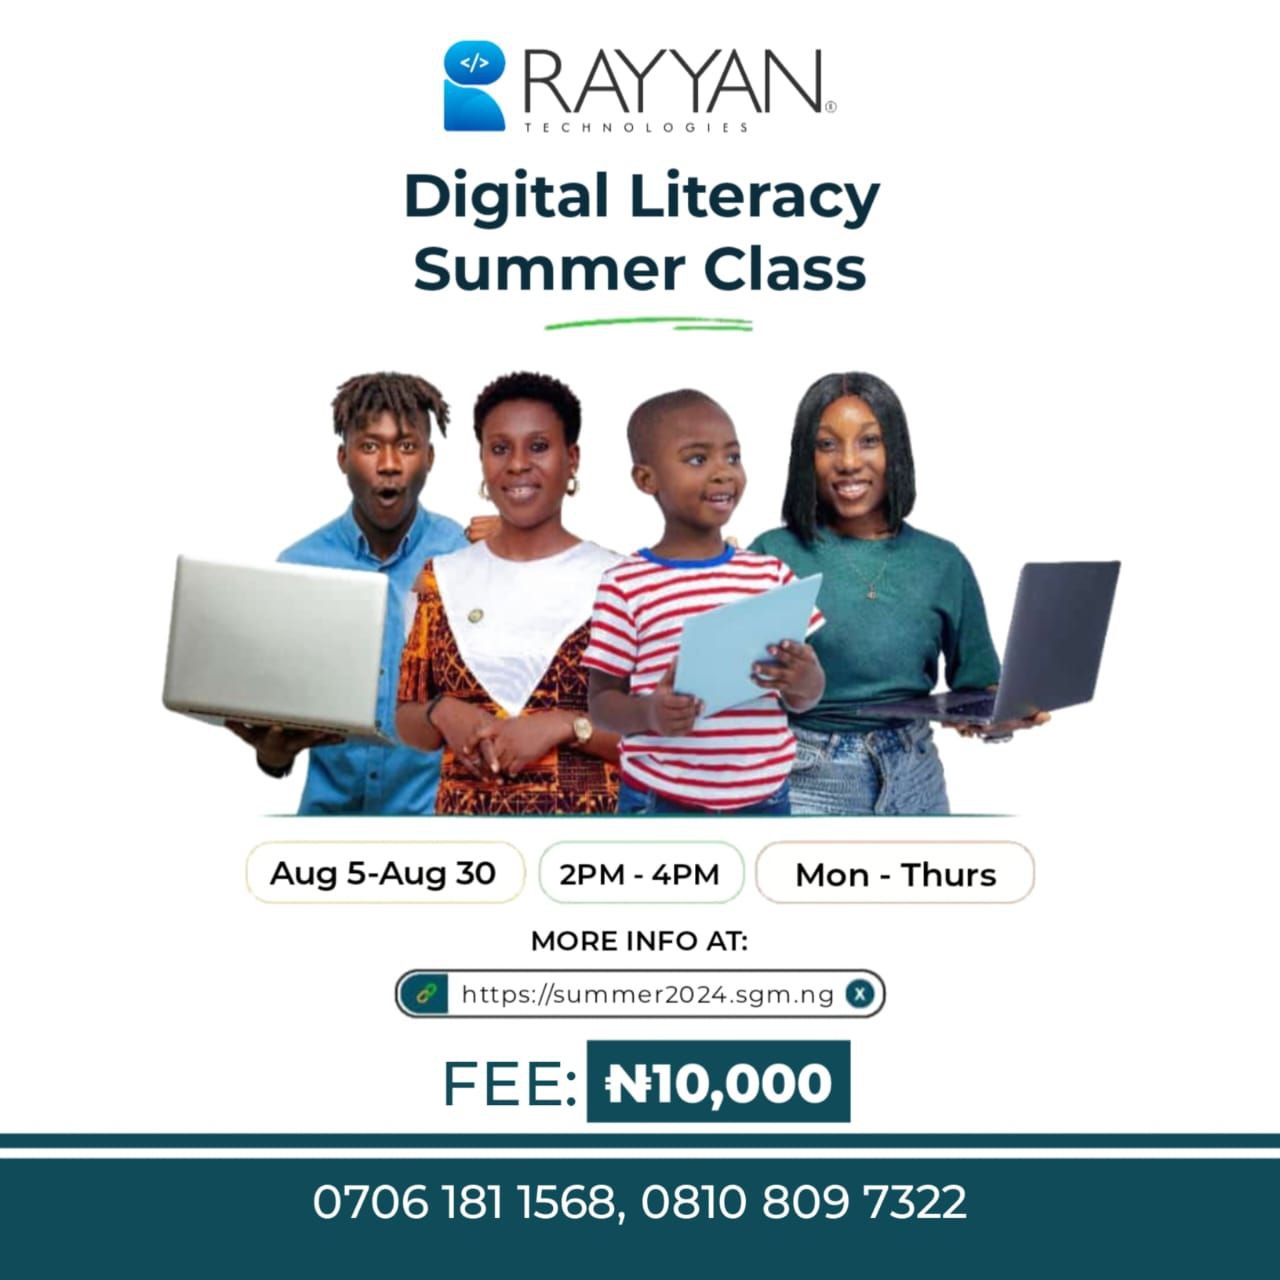 </>
RAYYAN®
TECHNOLOGIES
Digital Literacy
Summer Class
Aug 5-Aug 30
2PM - 4PM
Mon - Thurs
MORE INFO AT:
https://summer2024.sgm.ng X
FEE: ₦10,000
0706 181 1568, 0810 809 7322